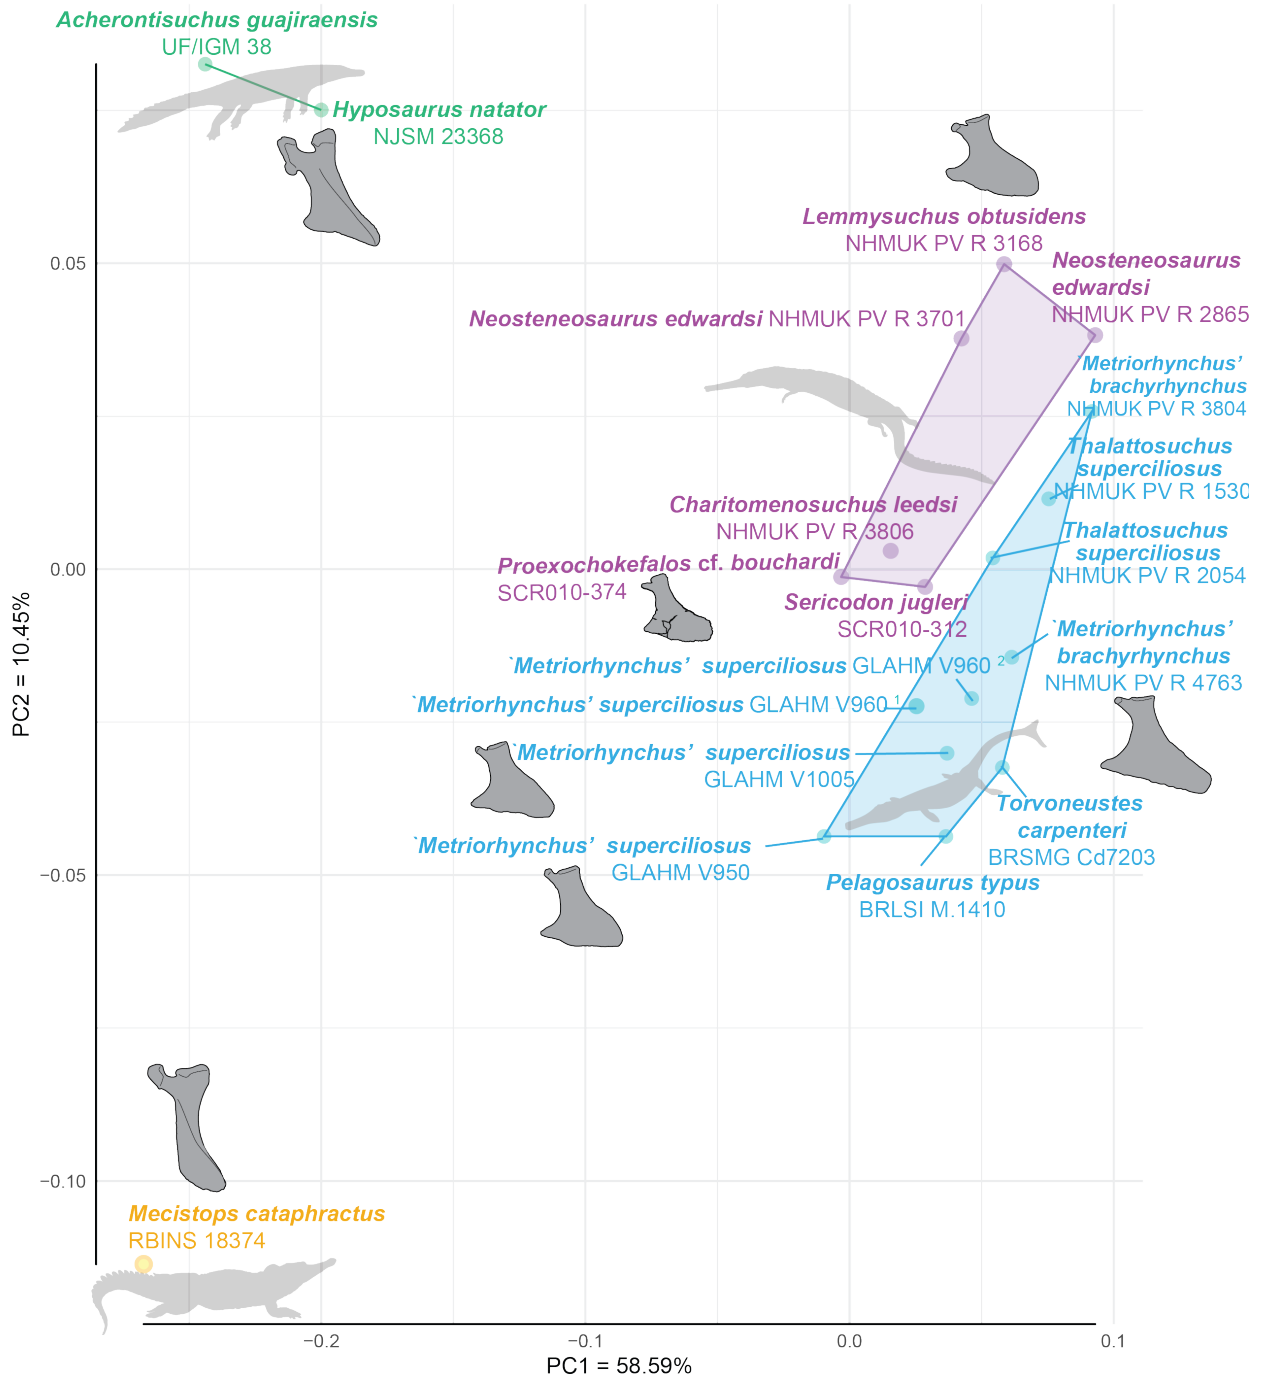 Acherontisuchus guajiraensis
UF/IGM 38
Hyposaurus natator
NJSM 23368
Lemmysuchus obtusidens
NHMUK PV R 3168
Neosteneosaurus
edwardsi
NHMUK PV R 2865
Neosteneosaurus edwardsi NHMUK PV R 3701
`Metriorhynchus’
brachyrhynchus
NHMUK PV R 3804
Thalattosuchus
superciliosus
NHMUK PV R 1530
Charitomenosuchus leedsi
NHMUK PV R 3806
Thalattosuchus
superciliosus
NHMUK PV R 2054
Proexochokefalos cf. bouchardi
SCR010-374
Sericodon jugleri
SCR010-312
`Metriorhynchus’
brachyrhynchus
NHMUK PV R 4763
`Metriorhynchus’ superciliosus GLAHM V960 2
`Metriorhynchus’ superciliosus GLAHM V960 1
`Metriorhynchus’ superciliosus
GLAHM V1005
Torvoneustes
carpenteri
BRSMG Cd7203
`Metriorhynchus’ superciliosus
GLAHM V950
Pelagosaurus typus
BRLSI M.1410
Mecistops cataphractus
RBINS 18374
0.05
0.00
−0.05
−0.10
PC2 = 10.45%
−0.2
−0.1
0.0
0.1
PC1 = 58.59%